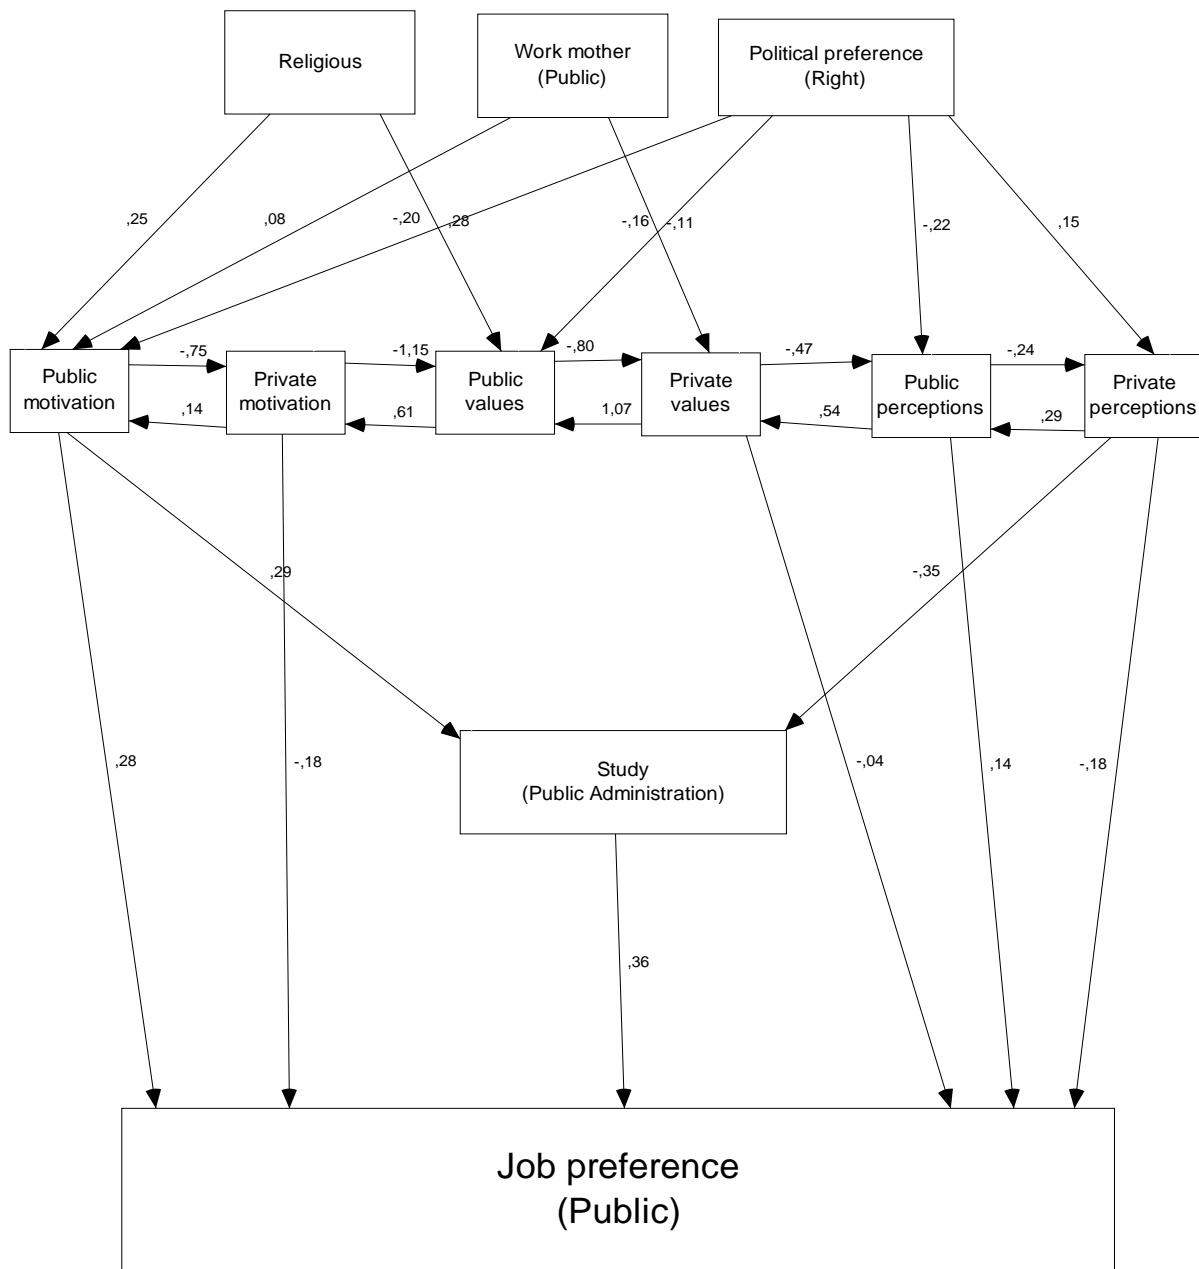 Religious
Work mother
(Public)
Political preference
(Right)
,25
,08
-,20
,28
-,16
-,11
-,22
,15
Public
motivation
-,75
,14
Private
motivation
-1,15
,61
Public
values
-,80
1,07
Private
values
-,47
,54
Public
perceptions
-,24
,29
Private
perceptions
,29
-,35
,28
-,18
Study
(Public Administration)
-,04
,14
-,18
,36
Job preference
(Public)